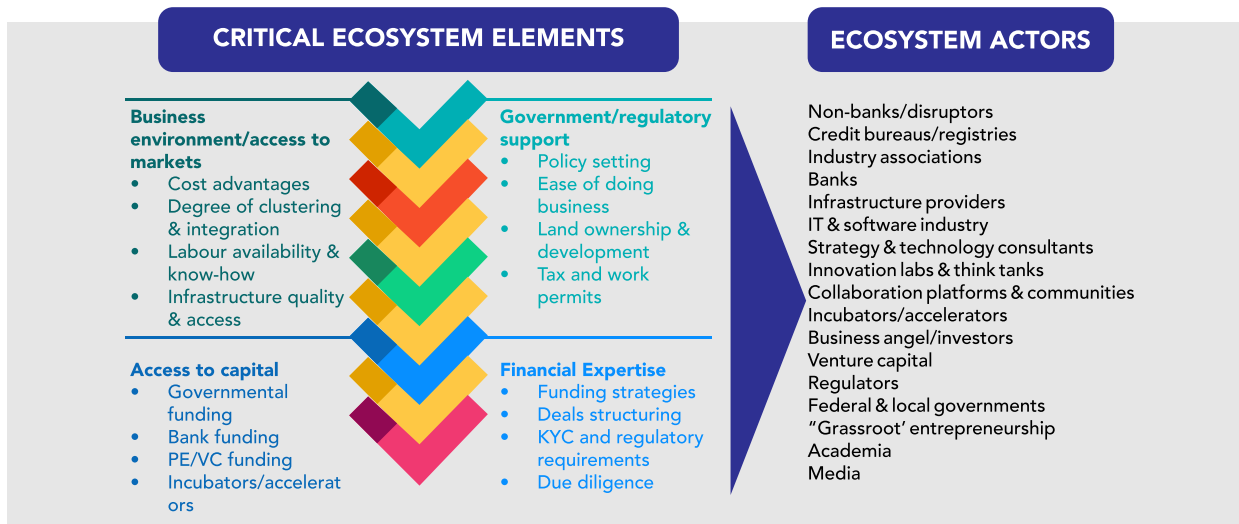 CRITICAL ECOSYSTEM ELEMENTS
Business
environment/access to
markets
• Cost advantages
• Degree of clustering
& integration
• Labour availability &
know-how
• Infrastructure quality
& access
Government/regulatory
support
• Policy setting
• Ease of doing
business
• Land ownership &
development
• Tax and work
permits
Access to capital
• Governmental
funding
• Bank funding
• PE/VC funding
• Incubators/accelerat
ors
Financial Expertise
• Funding strategies
• Deals structuring
• KYC and regulatory
requirements
• Due diligence
ECOSYSTEM ACTORS
Non-banks/disruptors
Credit bureaus/registries
Industry associations
Banks
Infrastructure providers
IT & software industry
Strategy & technology consultants
Innovation labs & think tanks
Collaboration platforms & communities
Incubators/accelerators
Business angel/investors
Venture capital
Regulators
Federal & local governments
“Grassroot’ entrepreneurship
Academia
Media